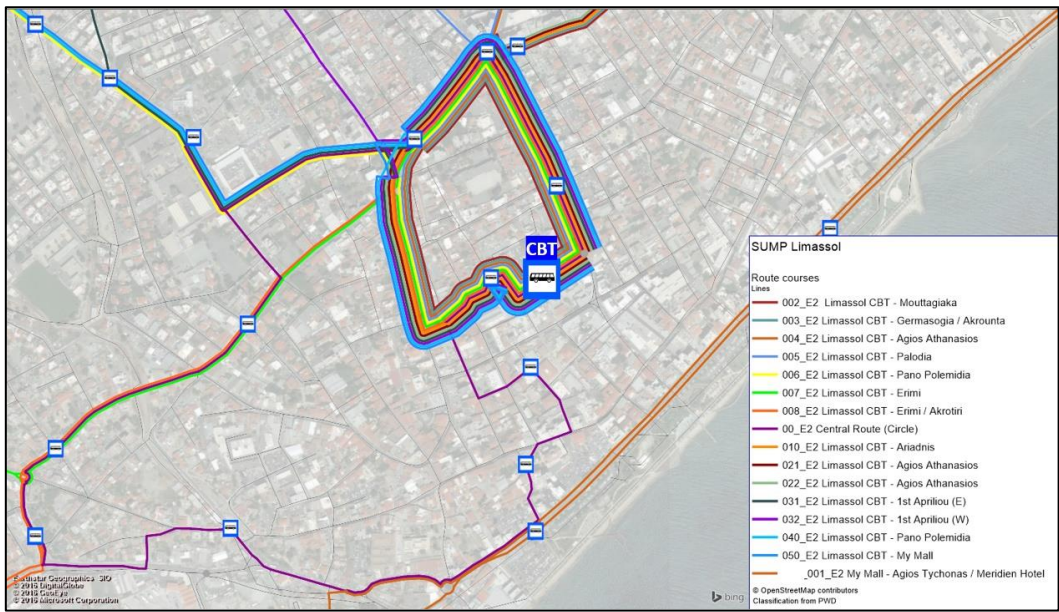 CBT
SUMP Limassol
Route courses
Lines
002_E2 Limassol CBT - Mouttagiaka
003_E2 Limassol CBT - Germasogia / Akrounta
004_E2 Limassol CBT - Agios Athanasios
005_E2 Limassol CBT - Palodia
006_E2 Limassol CBT - Pano Polemidia
007_E2 Limassol CBT - Erimi
008_E2 Limassol CBT - Erimi / Akrotiri
00_E2 Central Route (Circle)
010_E2 Limassol CBT - Ariadnis
021_E2 Limassol CBT - Agios Athanasios
022_E2 Limassol CBT - Agios Athanasios
031_E2 Limassol CBT - 1st Apriliou (E)
032_E2 Limassol CBT - 1st Apriliou (W)
040_E2 Limassol CBT - Pano Polemidia
050_E2 Limassol CBT - My Mall
_001_E2 My Mall - Agios Tychonas / Meridien Hotel
© OpenStreetMap contributors
Classification from PWD
bing
Earthstar Geographics SIO
© 2016 DigitalGlobe
© 2016 GeoEye
© 2016 Microsoft Corporation